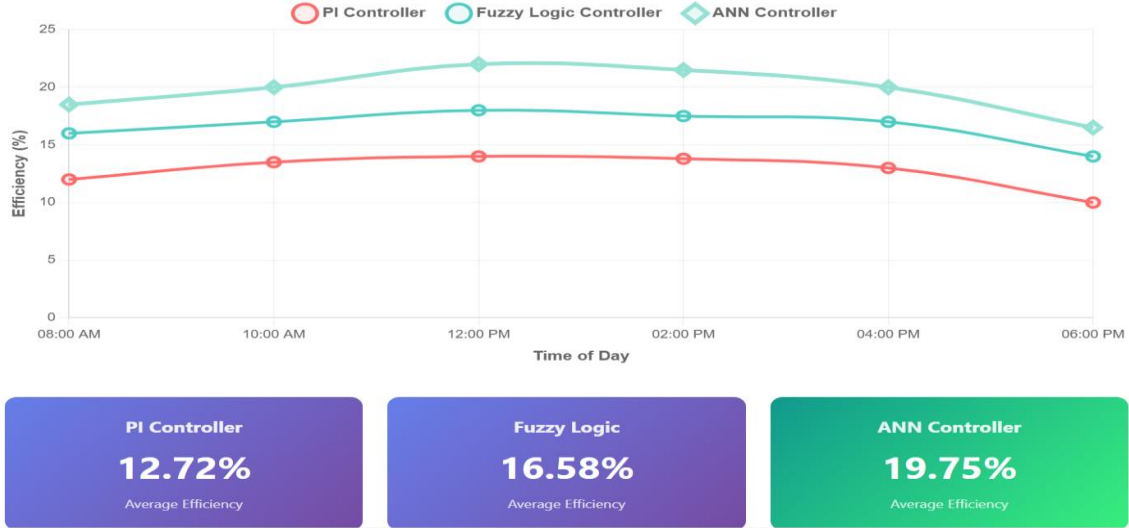 PI Controller Fuzzy Logic Controller ANN Controller
25
20
15
10
5
0
Efficiency (%)
08:00 AM 10:00 AM 12:00 PM 02:00 PM 04:00 PM 06:00 PM
Time of Day
PI Controller
12.72%
Average Efficiency
Fuzzy Logic
16.58%
Average Efficiency
ANN Controller
19.75%
Average Efficiency